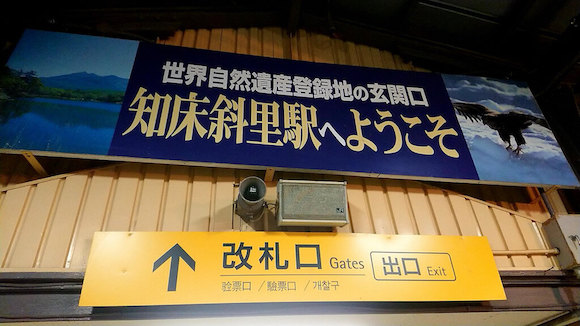 世界自然遺産登録地の玄関口
知床斜里駅へようこそ
↑ 改札口 Gates 出口 Exit
验票口 / 驗票口 / 개찰구